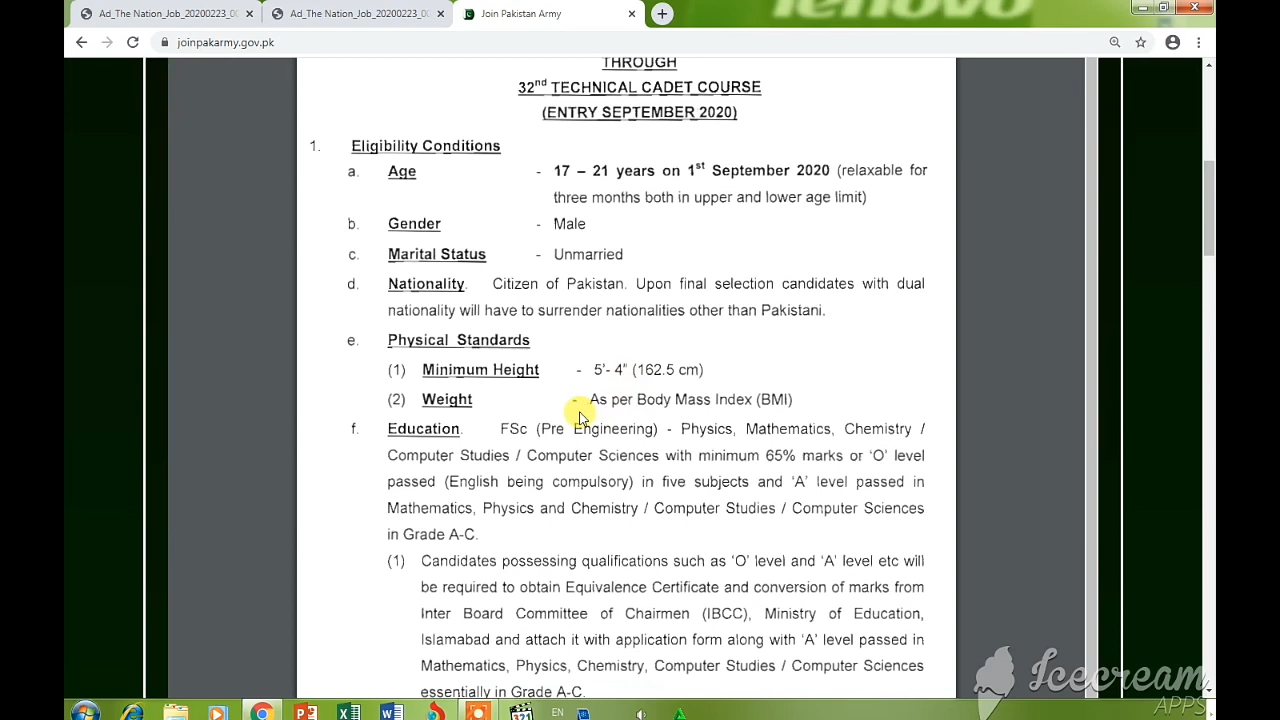 lenovo
Ad_The Nation_Job_20200223_0
Ad_The Nation_Job_20200223_0
Join Pakistan Army
joinpakarmy.gov.pk
THROUGH
32nd TECHNICAL CADET COURSE
(ENTRY SEPTEMBER 2020)
1. Eligibility Conditions
a. Age - 17 – 21 years on 1st September 2020 (relaxable for
three months both in upper and lower age limit)
b. Gender - Male
c. Marital Status - Unmarried
d. Nationality. Citizen of Pakistan. Upon final selection candidates with dual
nationality will have to surrender nationalities other than Pakistani.
e. Physical Standards
(1) Minimum Height - 5'- 4" (162.5 cm)
(2) Weight - As per Body Mass Index (BMI)
f. Education. FSc (Pre Engineering) - Physics, Mathematics, Chemistry /
Computer Studies / Computer Sciences with minimum 65% marks or 'O' level
passed (English being compulsory) in five subjects and 'A' level passed in
Mathematics, Physics and Chemistry / Computer Studies / Computer Sciences
in Grade A-C.
(1) Candidates possessing qualifications such as 'O' level and 'A' level etc will
be required to obtain Equivalence Certificate and conversion of marks from
Inter Board Committee of Chairmen (IBCC), Ministry of Education,
Islamabad and attach it with application form along with 'A' level passed in
Mathematics, Physics, Chemistry, Computer Studies / Computer Sciences
essentially in Grade A-C.
Icecream
APPS
EN
321